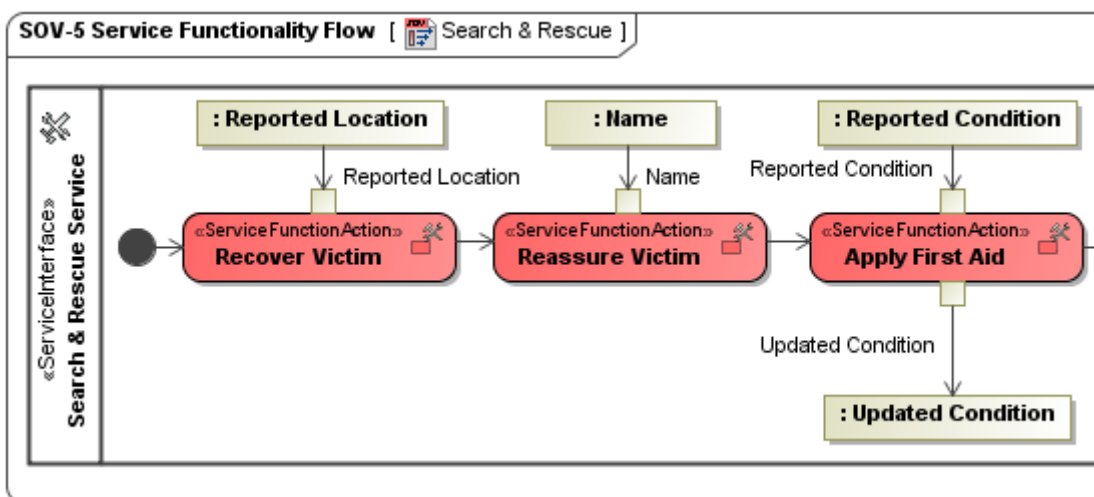 SOV-5 Service Functionality Flow [ SOV Search & Rescue ]
«ServiceInterface»
Search & Rescue Service
: Reported Location
: Name
: Reported Condition
Reported Location
Name
Reported Condition
«ServiceFunctionAction»
Recover Victim
«ServiceFunctionAction»
Reassure Victim
«ServiceFunctionAction»
Apply First Aid
Updated Condition
: Updated Condition